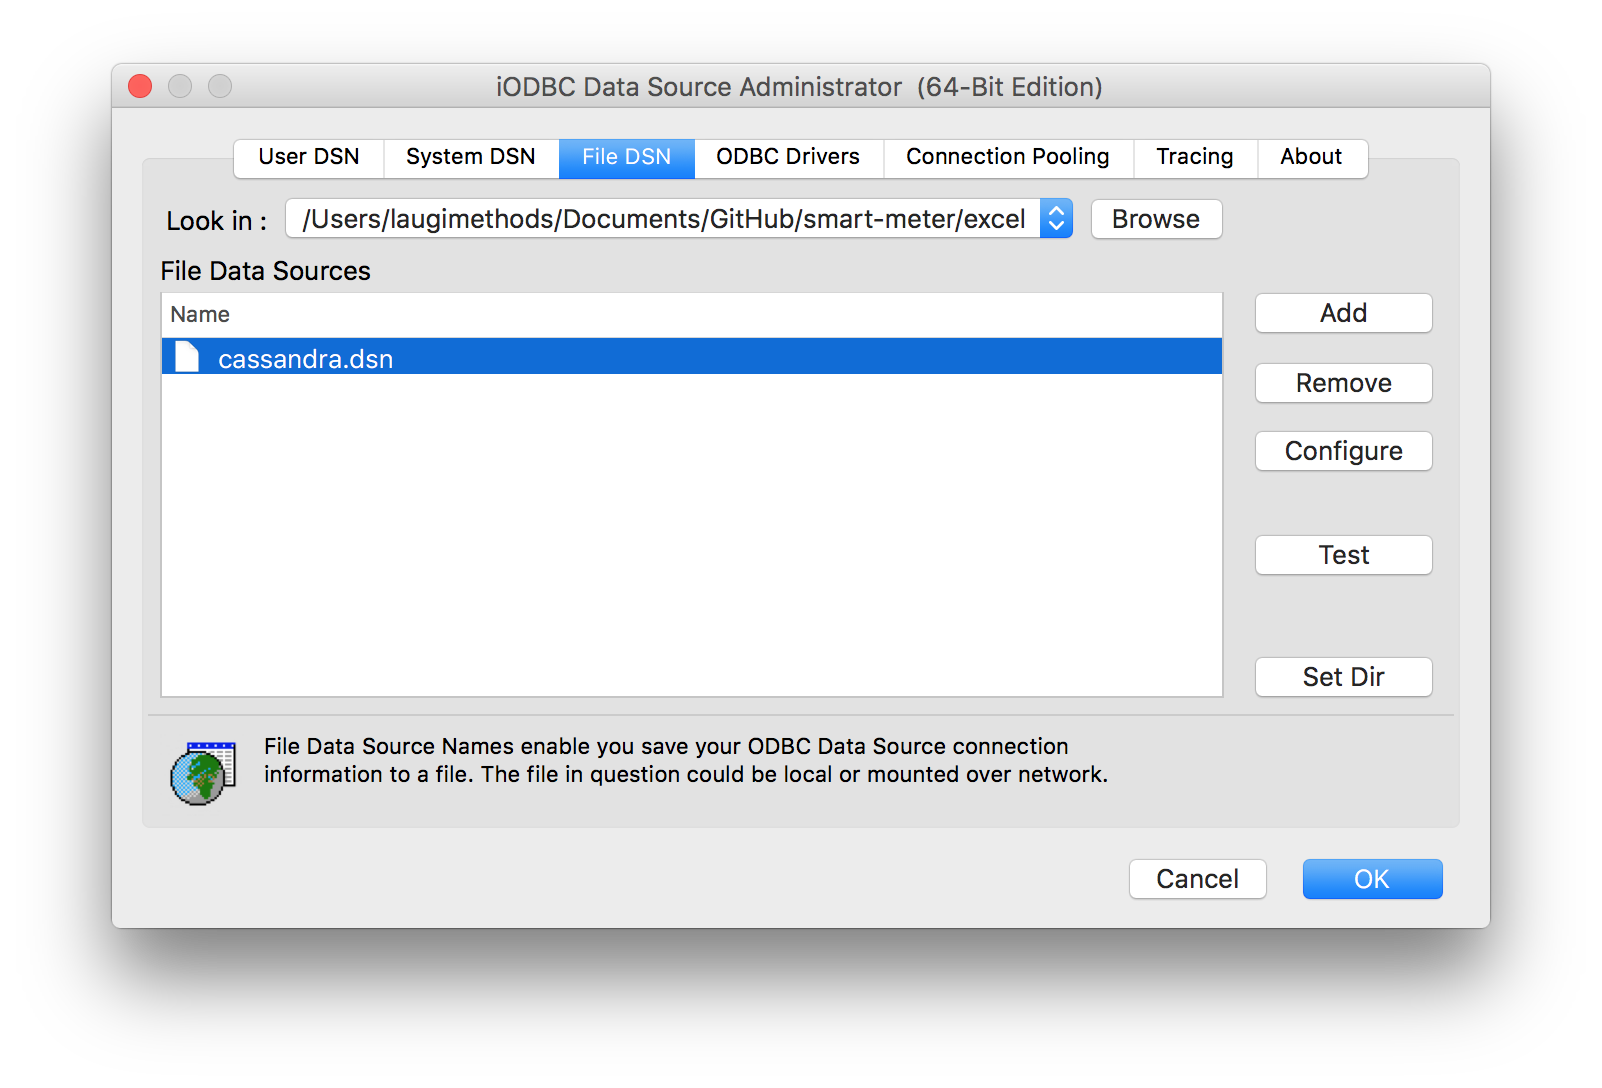 iODBC Data Source Administrator (64-Bit Edition)
User DSN System DSN File DSN ODBC Drivers Connection Pooling Tracing About
Look in : /Users/laugimethods/Documents/GitHub/smart-meter/excel Browse
File Data Sources
Name
cassandra.dsn
Add
Remove
Configure
Test
Set Dir
File Data Source Names enable you save your ODBC Data Source connection
information to a file. The file in question could be local or mounted over network.
Cancel OK